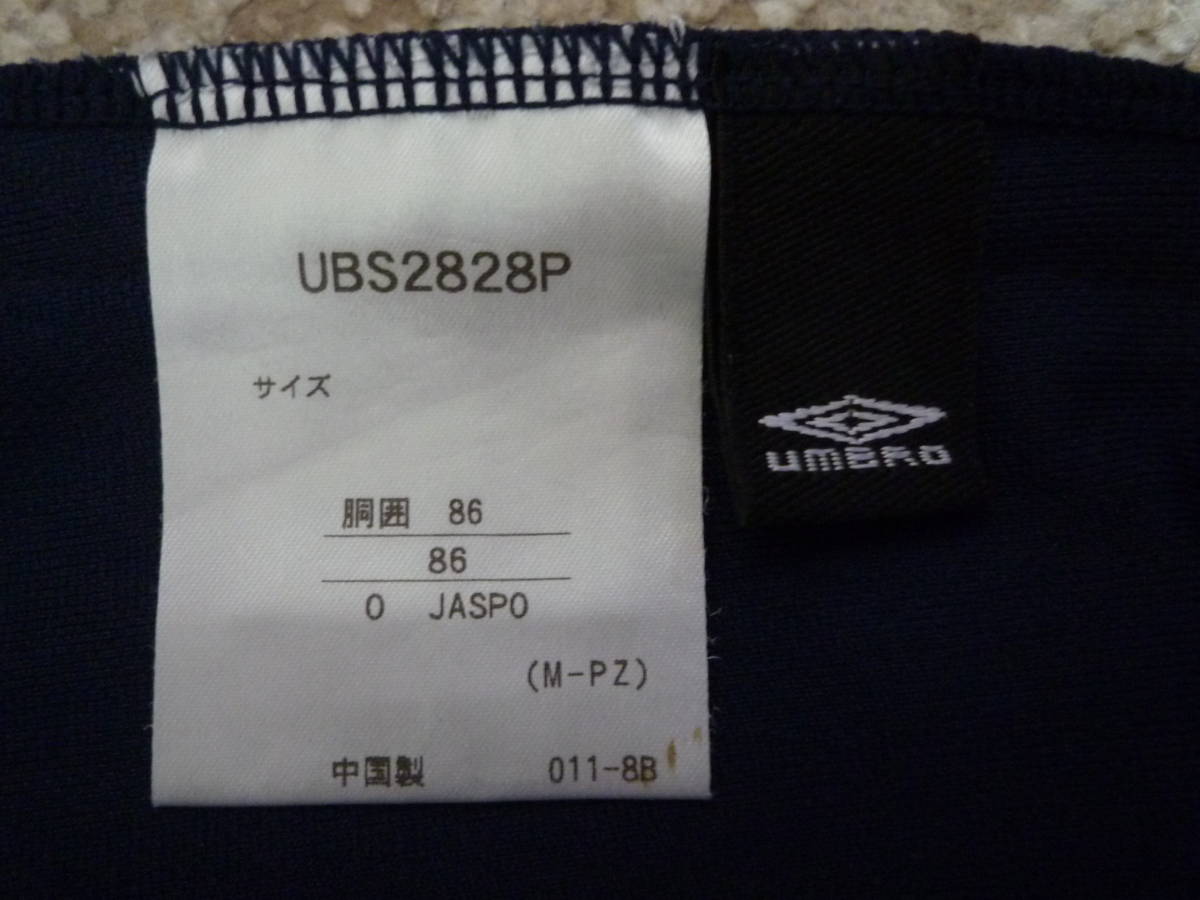 UBS2828P
サイズ
胴囲 86
86
O JASPO
(M-PZ)
中国製 011-8B
umbro